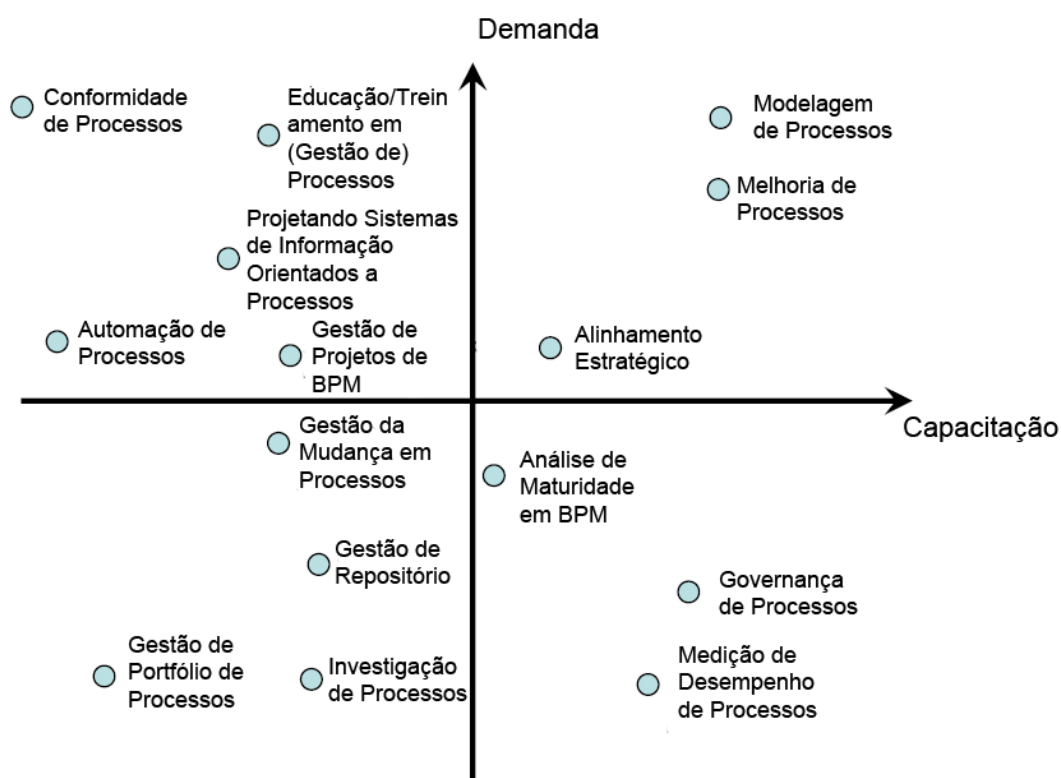 Demanda
Conformidade
de Processos
Educação/Trein
amento em
(Gestão de)
Processos
Modelagem
de Processos
Melhoria de
Processos
Projetando Sistemas
de Informação
Orientados a
Processos
Automação de
Processos
Gestão de
Projetos de
BPM
Alinhamento
Estratégico
Capacitação
Gestão da
Mudança em
Processos
Análise de
Maturidade
em BPM
Gestão de
Repositório
Governança
de Processos
Gestão de
Portfólio de
Processos
Investigação
de Processos
Medição de
Desempenho
de Processos